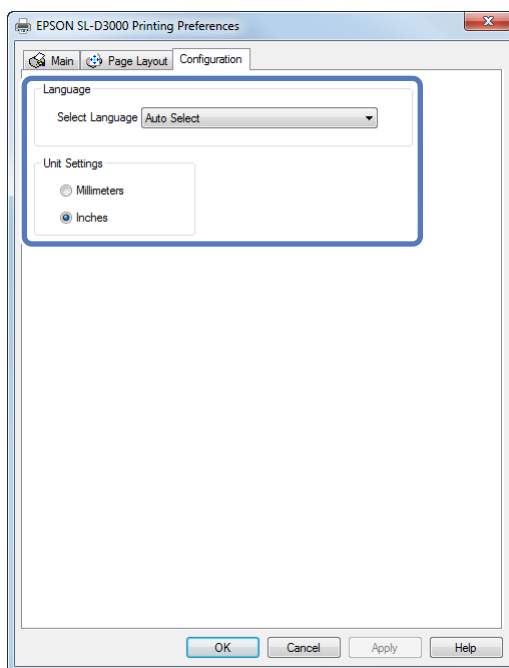 EPSON SL-D3000 Printing Preferences
Main Page Layout Configuration
Language
Select Language Auto Select
Unit Settings
Millimeters
Inches
OK Cancel Apply Help